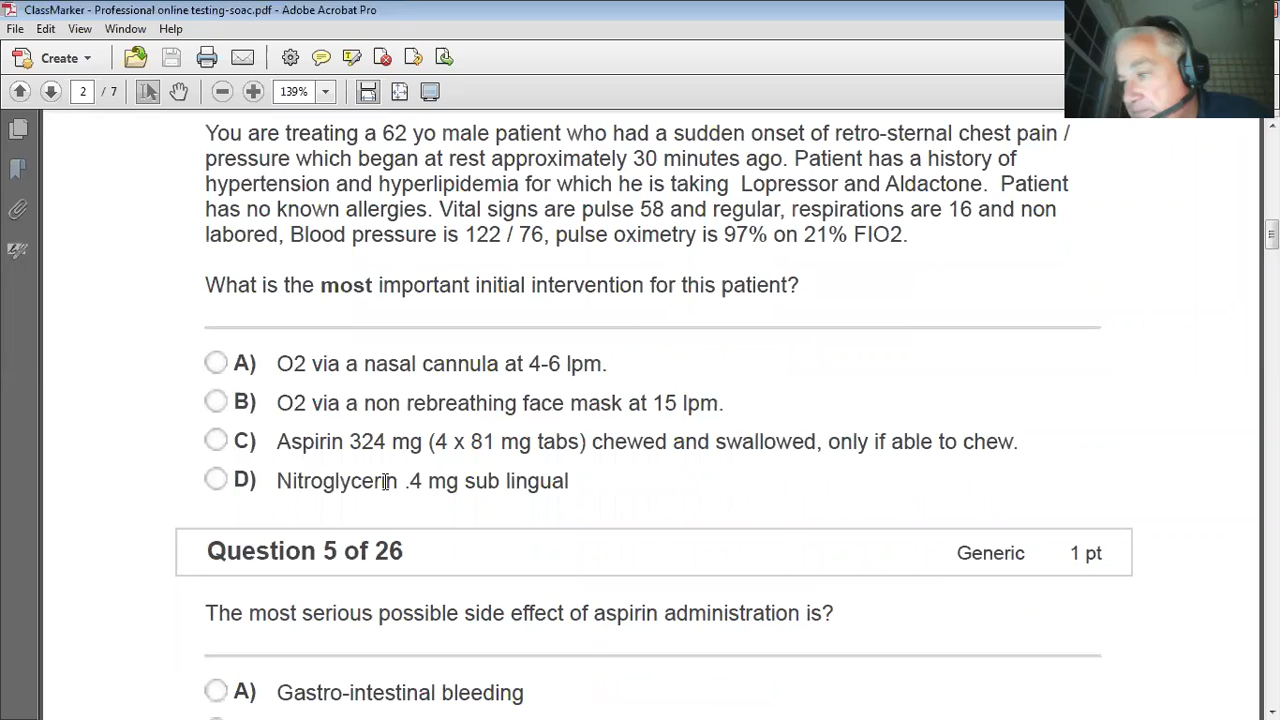 ClassMarker - Professional online testing-soac.pdf - Adobe Acrobat Pro
File Edit View Window Help
Create
2 / 7 139%
You are treating a 62 yo male patient who had a sudden onset of retro-sternal chest pain /
pressure which began at rest approximately 30 minutes ago. Patient has a history of
hypertension and hyperlipidemia for which he is taking Lopressor and Aldactone. Patient
has no known allergies. Vital signs are pulse 58 and regular, respirations are 16 and non
labored, Blood pressure is 122 / 76, pulse oximetry is 97% on 21% FIO2.
What is the most important initial intervention for this patient?
A) O2 via a nasal cannula at 4-6 lpm.
B) O2 via a non rebreathing face mask at 15 lpm.
C) Aspirin 324 mg (4 x 81 mg tabs) chewed and swallowed, only if able to chew.
D) Nitroglycerin .4 mg sub lingual
Question 5 of 26 Generic 1 pt
The most serious possible side effect of aspirin administration is?
A) Gastro-intestinal bleeding